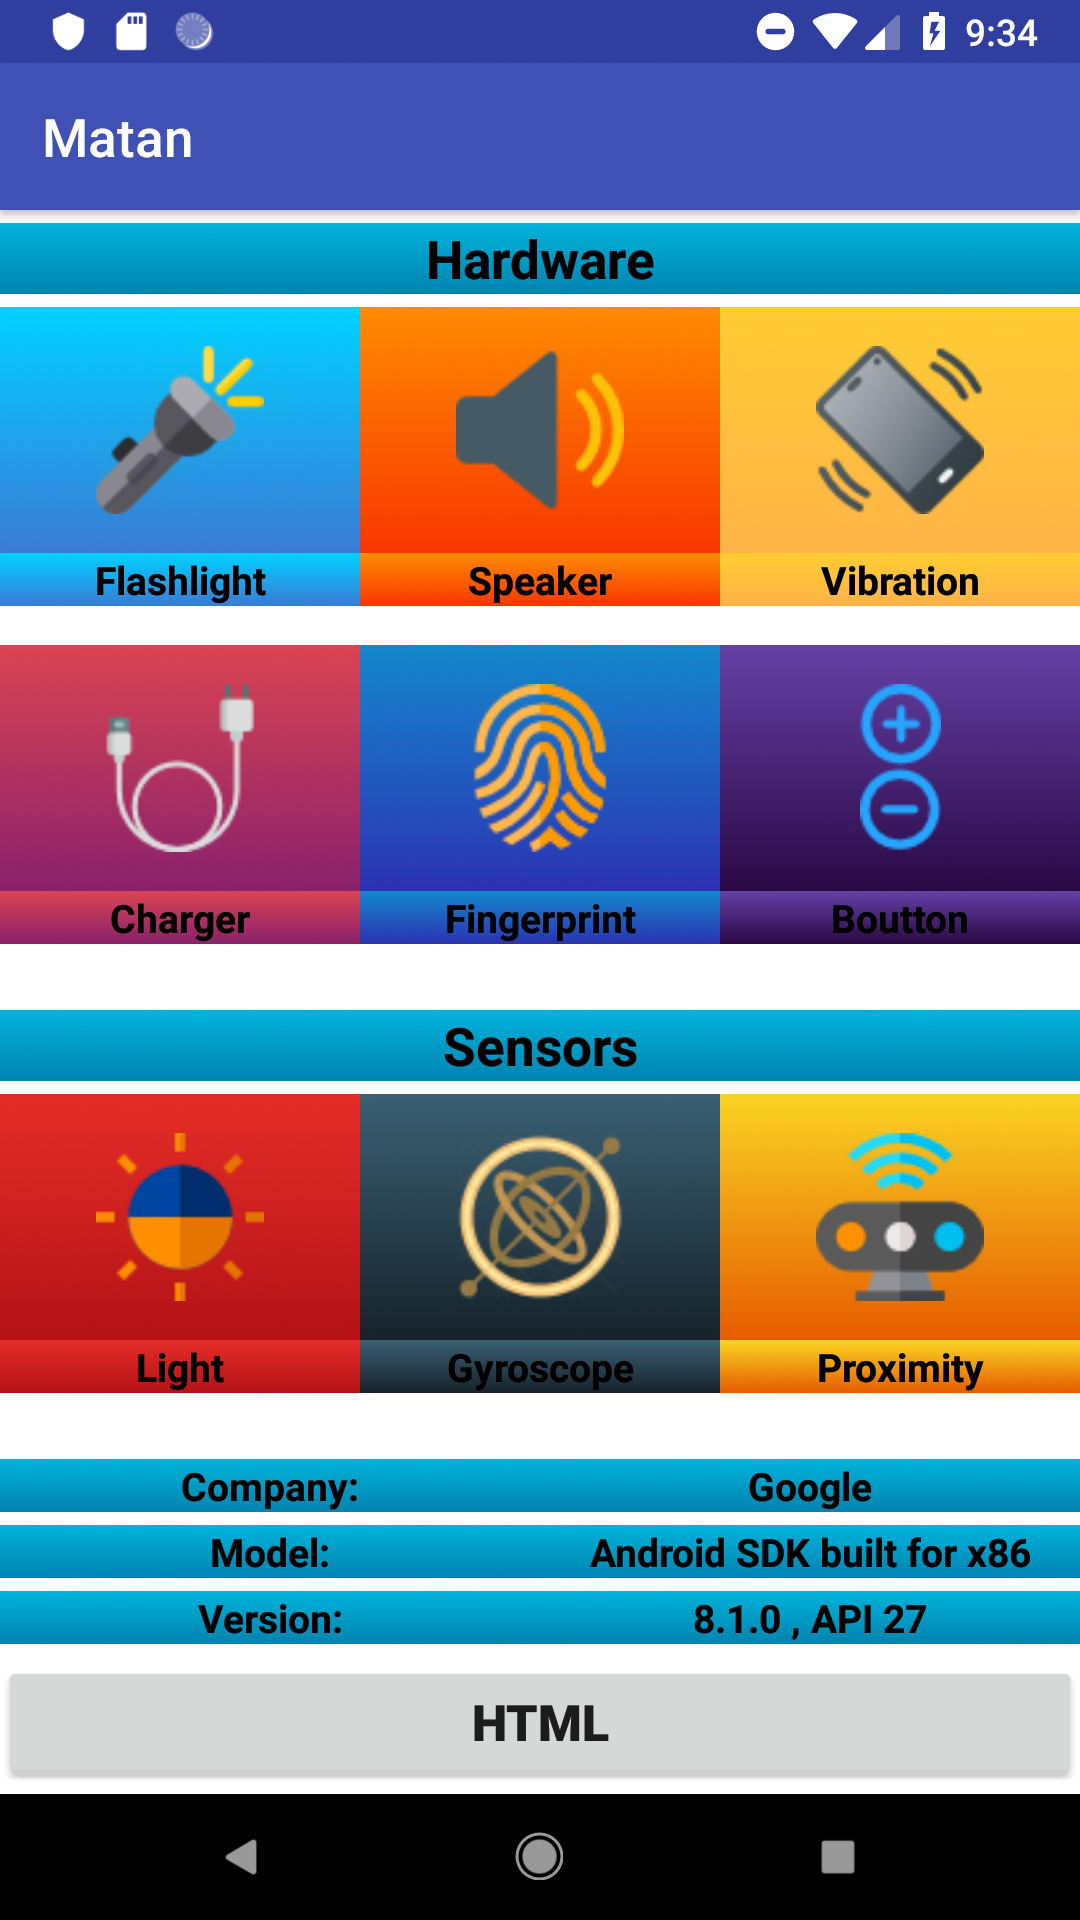 9:34
Matan
Hardware
Flashlight Speaker Vibration
Charger Fingerprint Boutton
Sensors
Light Gyroscope Proximity
Company: Google
Model: Android SDK built for x86
Version: 8.1.0 , API 27
HTML